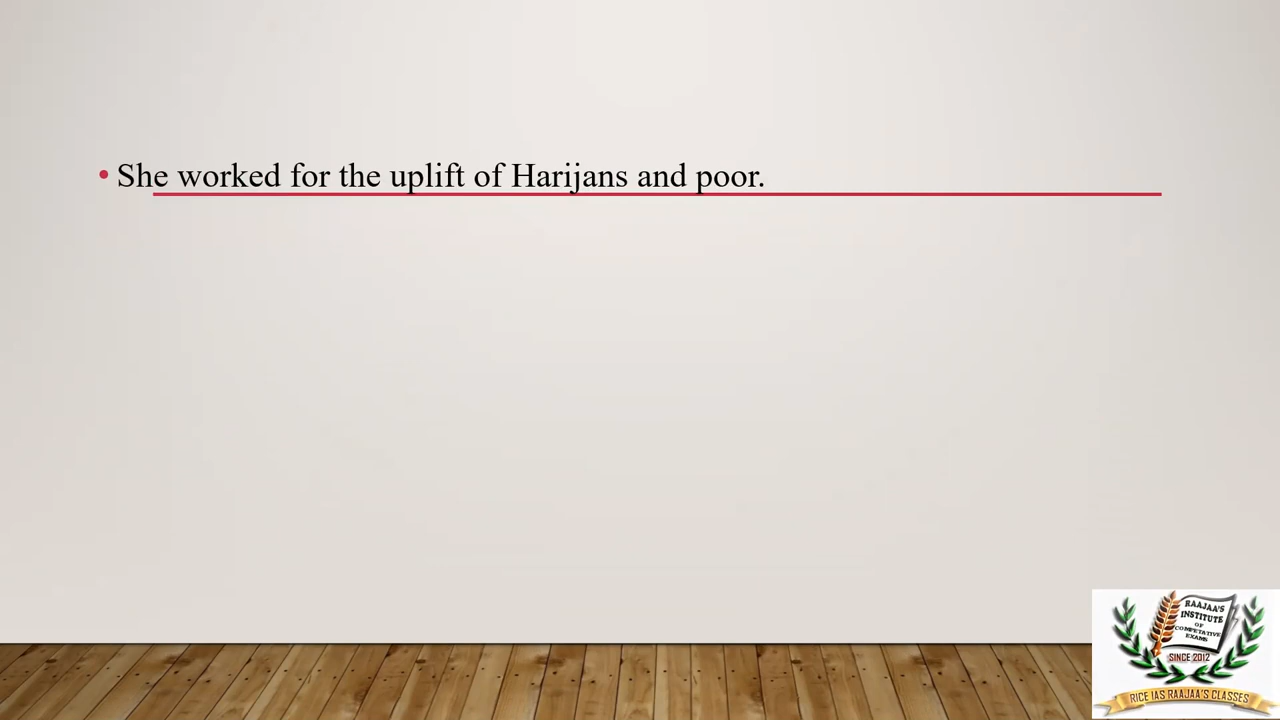 • She worked for the uplift of Harijans and poor.
RAAJAA'S
INSTITUTE
OF
COMPETATIVE
EXAMS
SINCE 2012
RICE IAS RAAJAA'S CLASSES